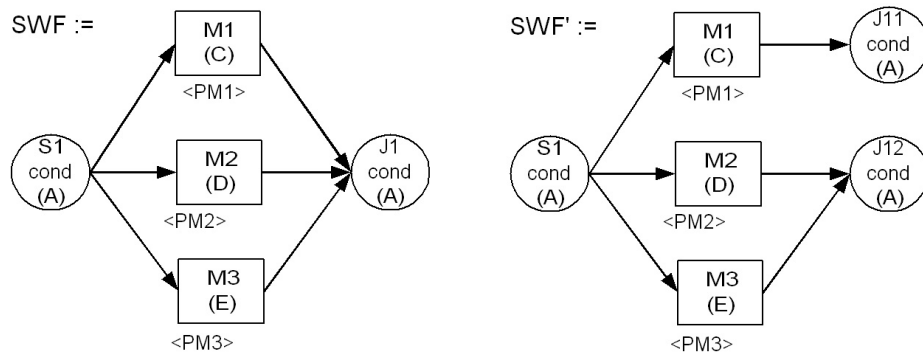 SWF :=
M1
(C)
<PM1>
S1
cond
(A)
M2
(D)
<PM2>
J1
cond
(A)
M3
(E)
<PM3>
SWF' :=
M1
(C)
<PM1>
J11
cond
(A)
S1
cond
(A)
M2
(D)
<PM2>
J12
cond
(A)
M3
(E)
<PM3>